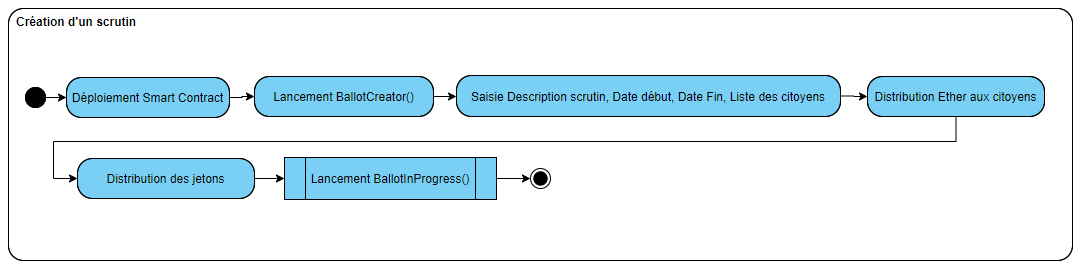 Création d'un scrutin
Déploiement Smart Contract
Lancement BallotCreator()
Saisie Description scrutin, Date début, Date Fin, Liste des citoyens
Distribution Ether aux citoyens
Distribution des jetons
Lancement BallotInProgress()